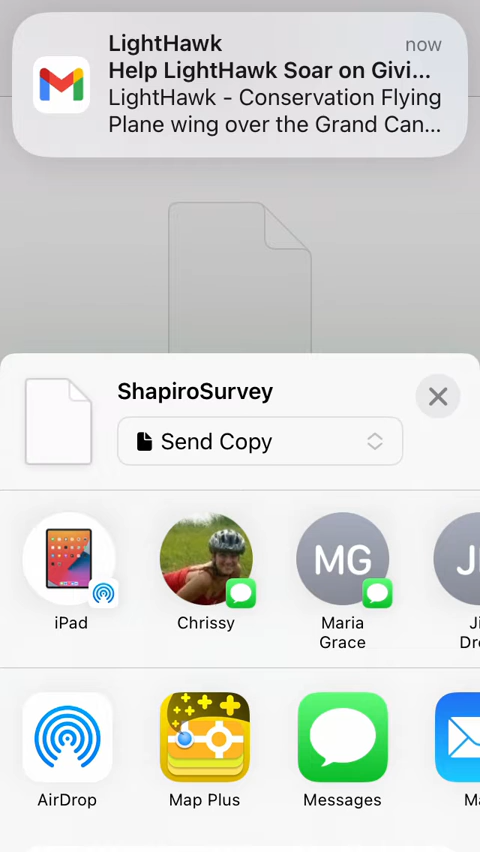 LightHawk
now
Help LightHawk Soar on Givi...
LightHawk - Conservation Flying
Plane wing over the Grand Can...
ShapiroSurvey
Send Copy
MG
iPad
Chrissy
Maria
Grace
AirDrop
Map Plus
Messages